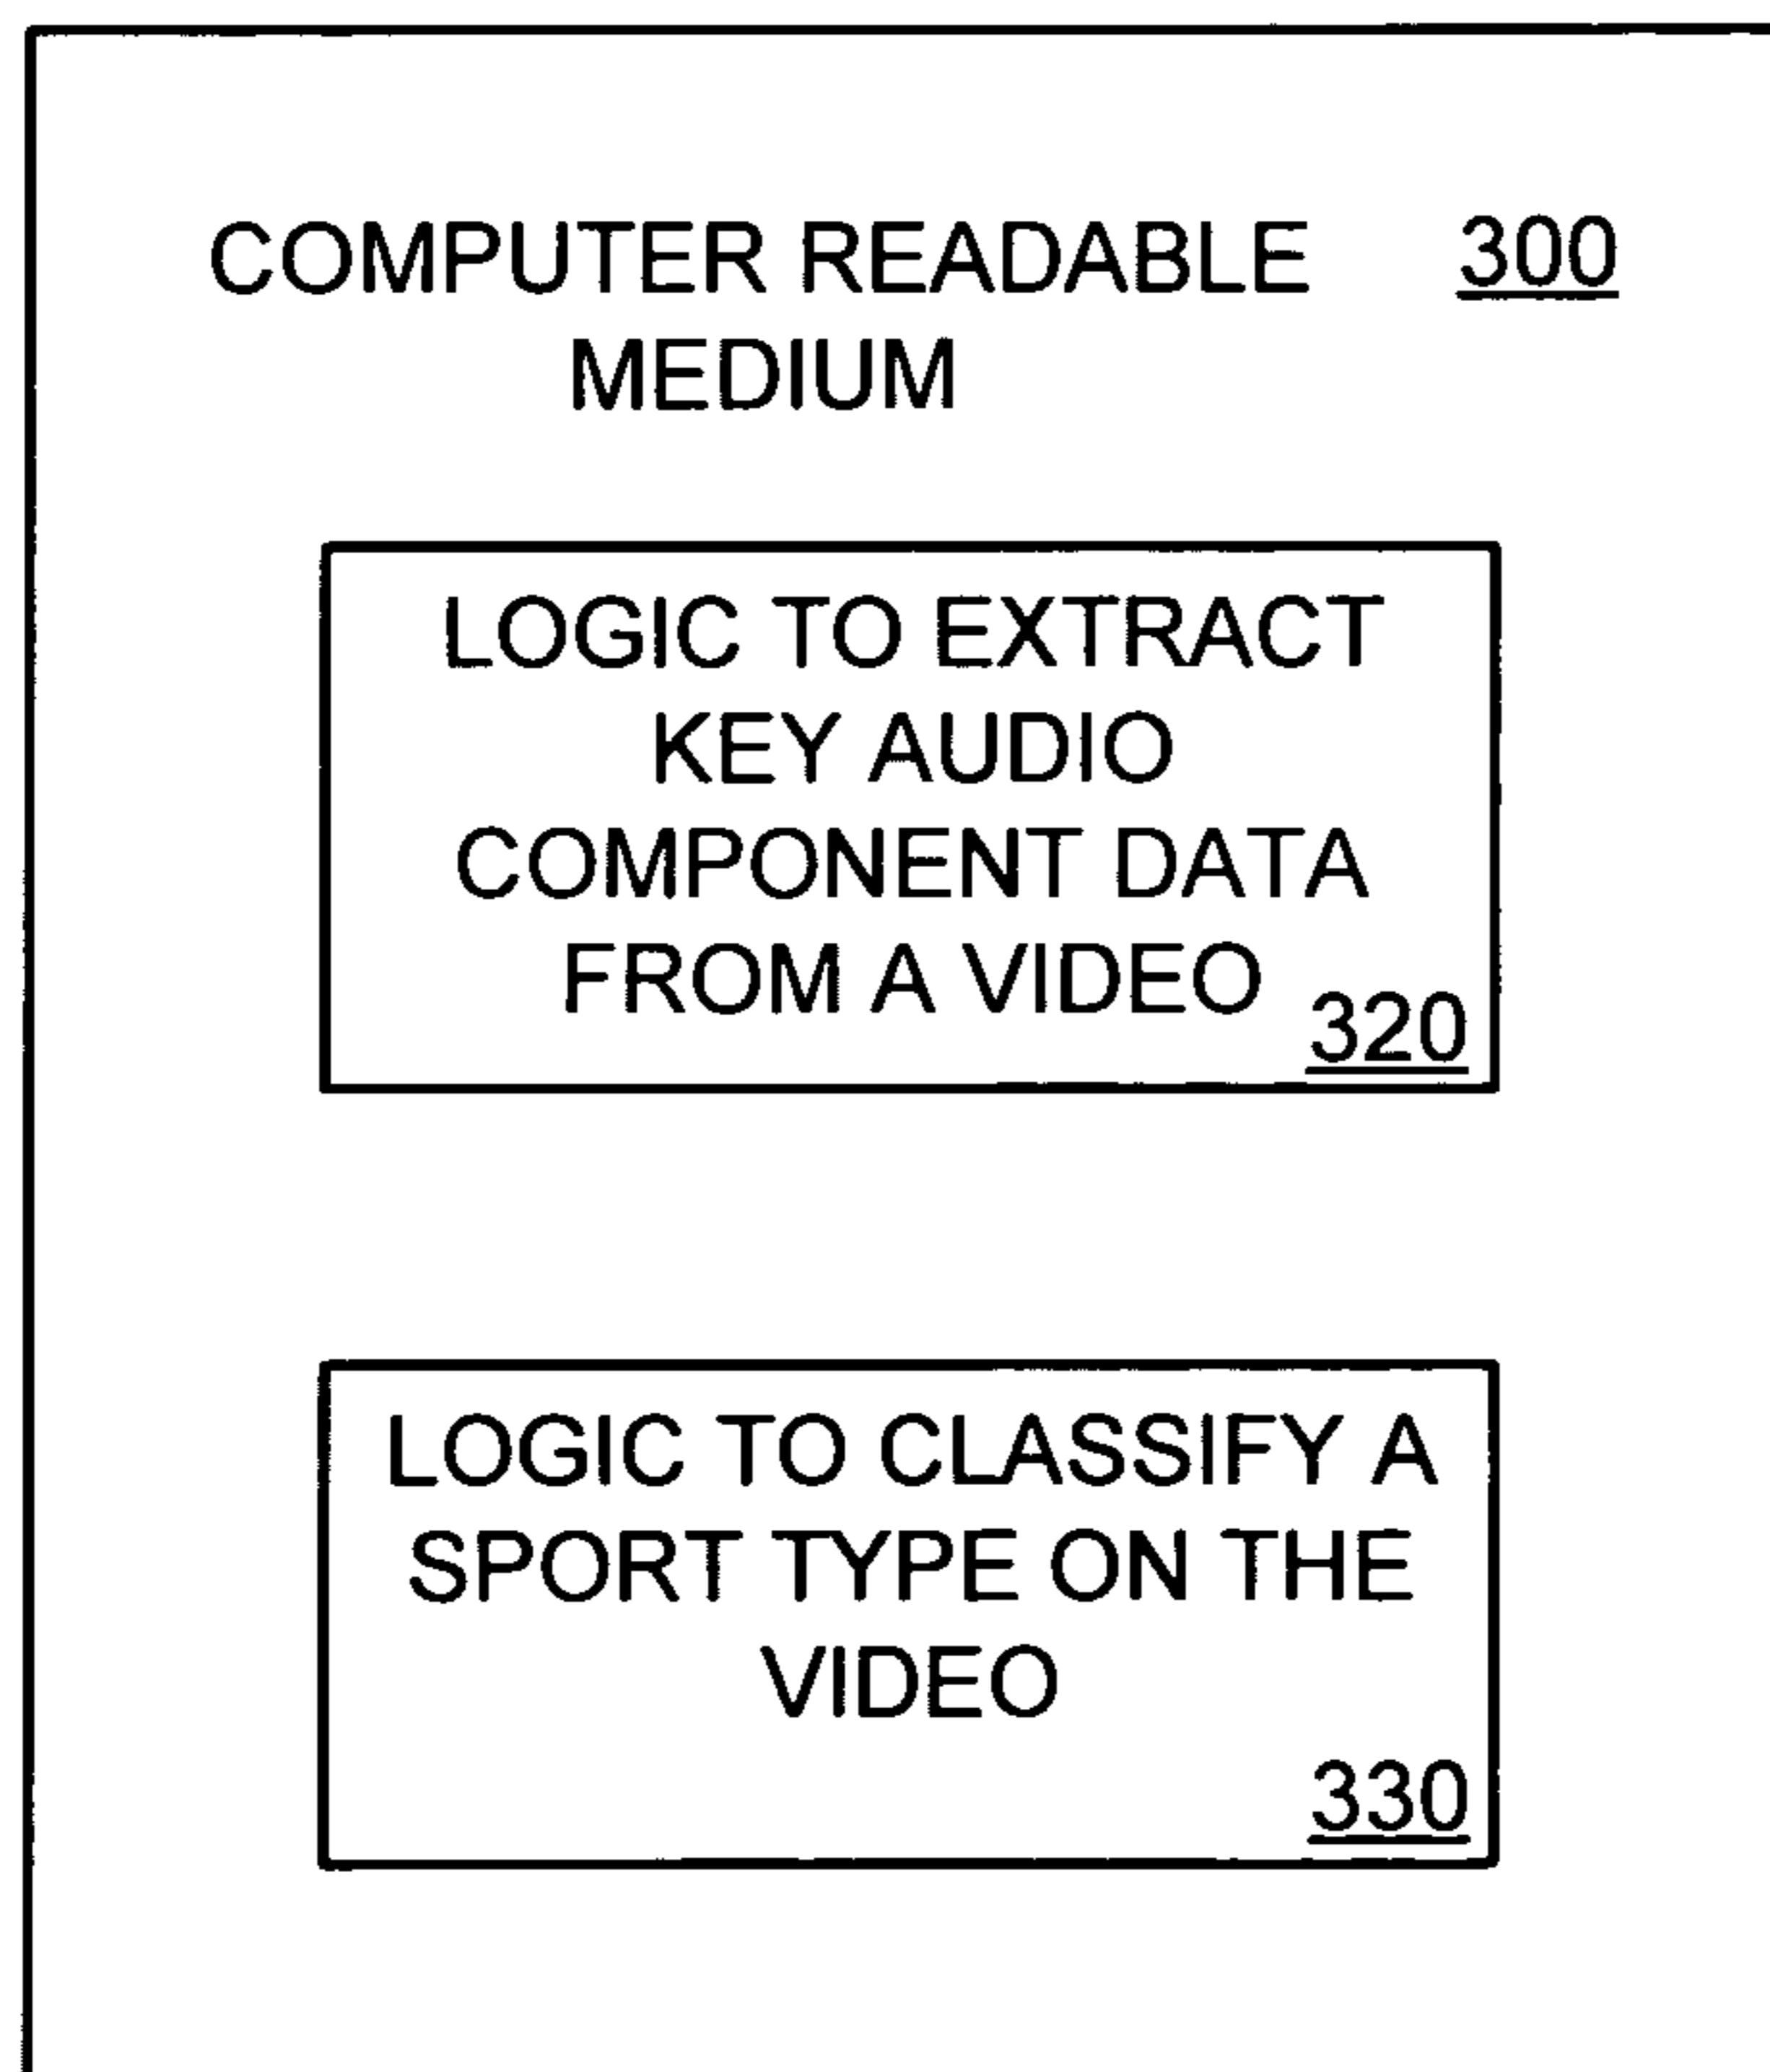 COMPUTER READABLE 300
MEDIUM
LOGIC TO EXTRACT
KEY AUDIO
COMPONENT DATA
FROM A VIDEO
320
LOGIC TO CLASSIFY A
SPORT TYPE ON THE
VIDEO
330